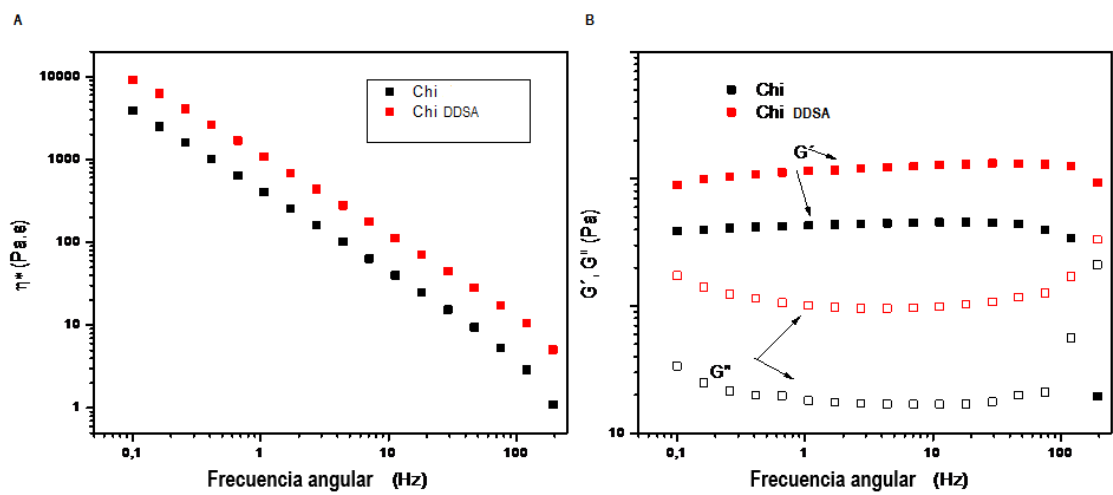 A
η* (Pa.s)
10000
1000
100
10
1
Chi
Chi DDSA
0,1
1
10
100
Frecuencia angular (Hz)
B
G´, G'' (Pa)
10
Chi
Chi DDSA
G´
G"
0,1
1
10
100
Frecuencia angular (Hz)